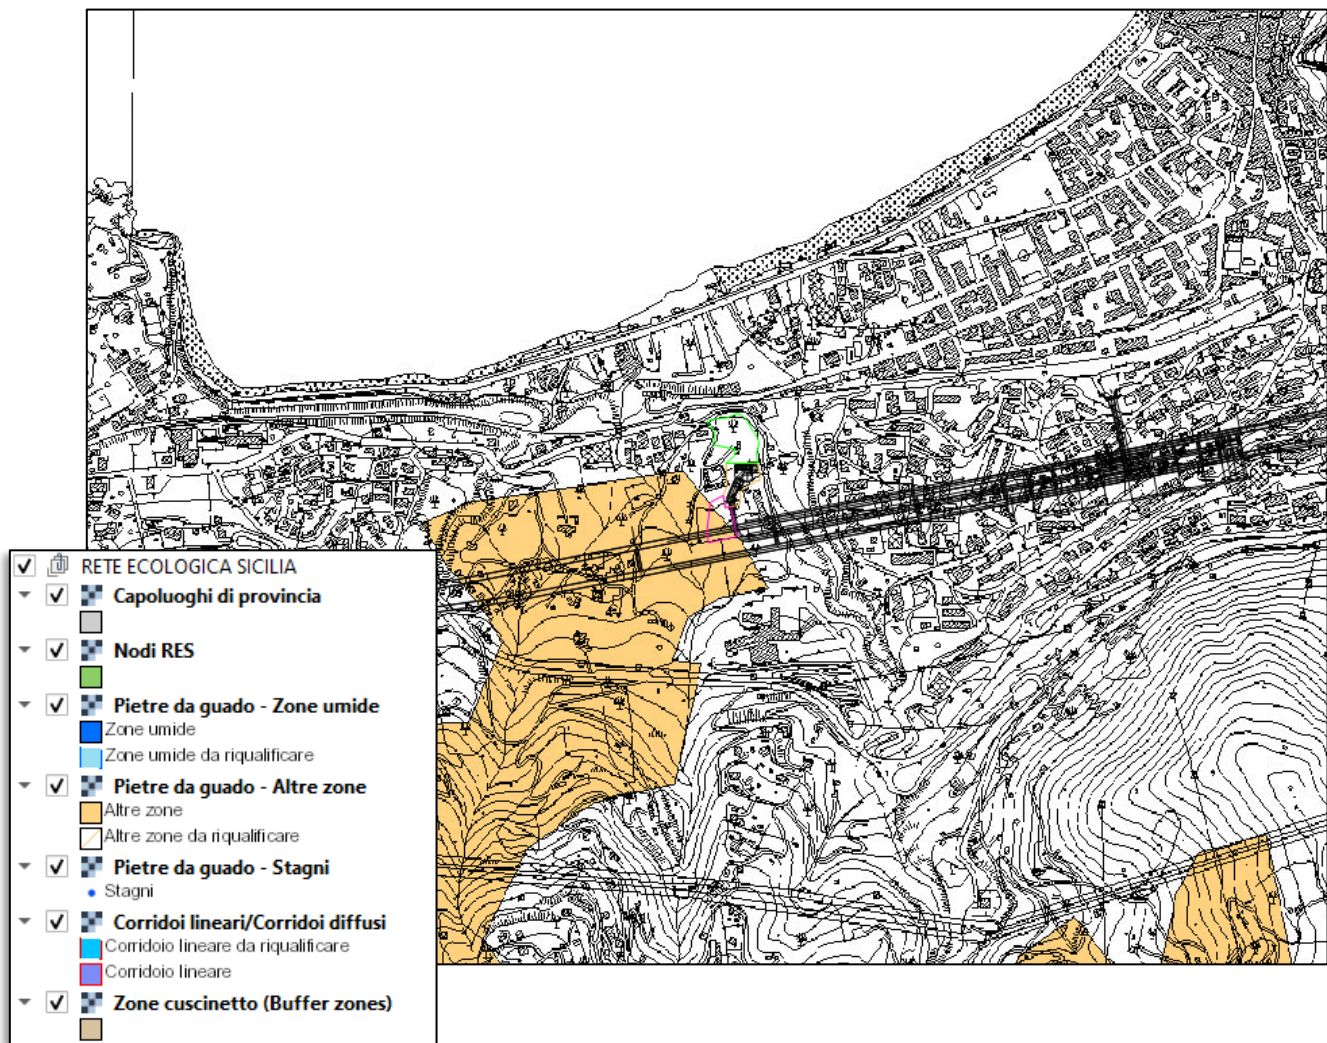 RETE ECOLOGICA SICILIA
Capoluoghi di provincia
Nodi RES
Pietre da guado - Zone umide
Zone umide
Zone umide da riqualificare
Pietre da guado - Altre zone
Altre zone
Altre zone da riqualificare
Pietre da guado - Stagni
Stagni
Corridoi lineari/Corridoi diffusi
Corridoio lineare da riqualificare
Corridoio lineare
Zone cuscinetto (Buffer zones)